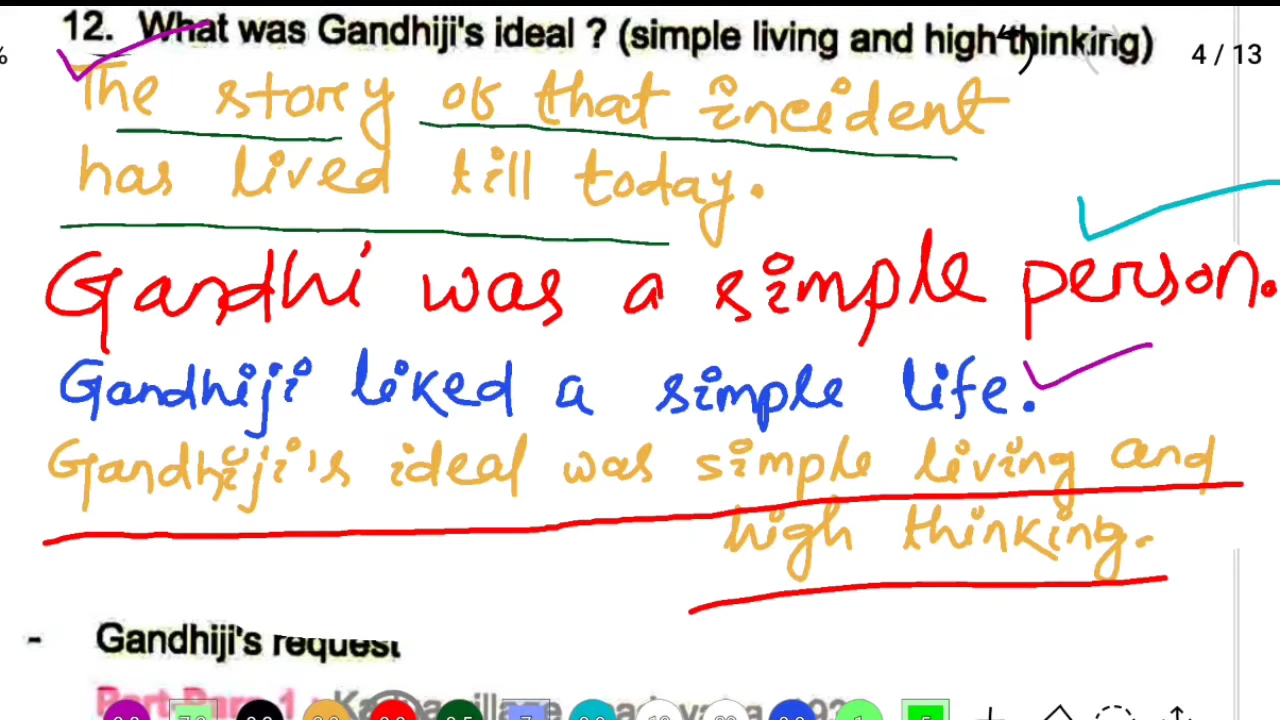 12. What was Gandhiji's ideal ? (simple living and high thinking)
4 / 13
The story of that incident
has lived till today.
Gandhi was a simple person.
Gandhiji liked a simple life.
Gandhiji's ideal was simple living and
high thinking.
- Gandhiji's request